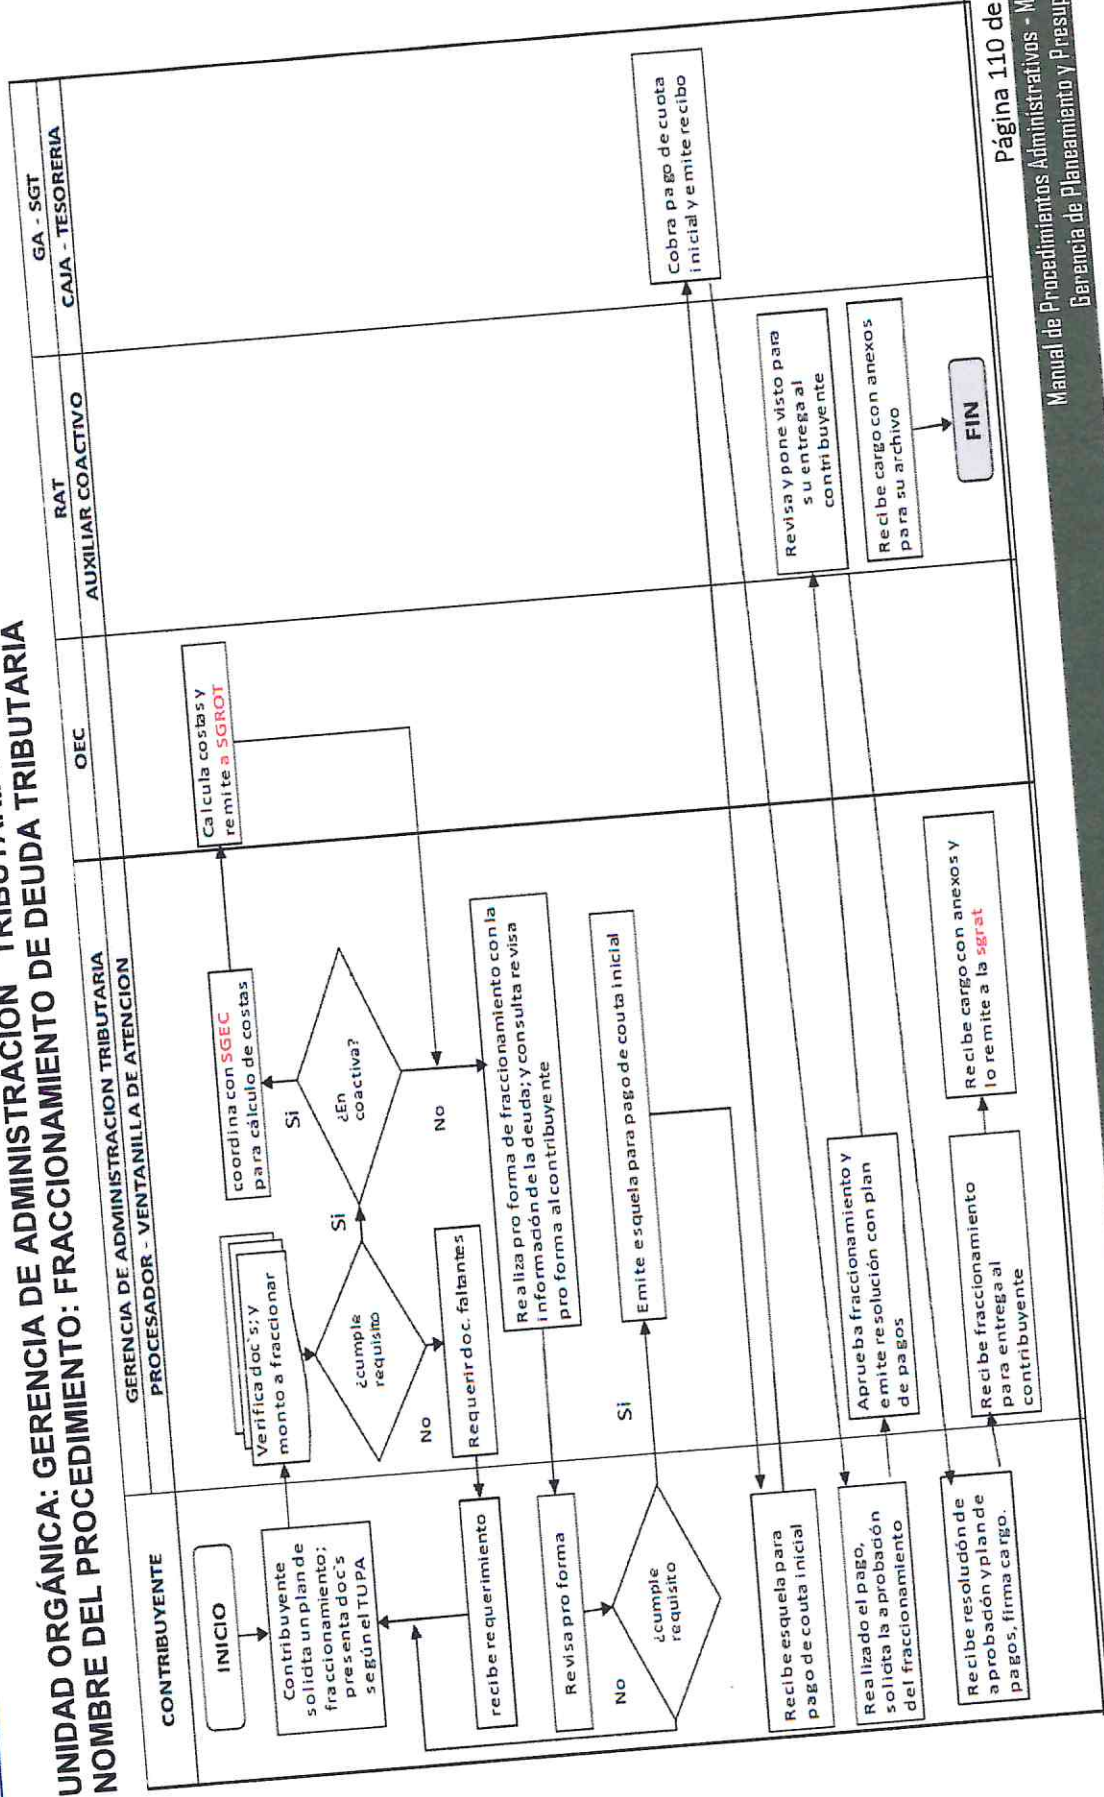 UNIDAD ORGÁNICA: GERENCIA DE ADMINISTRACIÓN
NOMBRE DEL PROCEDIMIENTO: FRACCIONAMIENTO DE DEUDA TRIBUTARIA
CONTRIBUYENTE
GERENCIA DE ADMINISTRACION TRIBUTARIA
PROCESADOR - VENTANILLA DE ATENCION
OEC
RAT
AUXILIAR COACTIVO
GA - SGT
CAJA - TESORERIA
INICIO
Contribuyente
solicita un plan de
fraccionamiento;
presenta doc`s
según el TUPA
Verifica doc`s; y
monto a fraccionar
¿cumple
requisito
Si
No
Requerir doc. faltantes
recibe requerimiento
¿En
coactiva?
Si
No
coordina con SGEC
para cálculo de costas
Calcula costas y
remite a SGROT
Realiza pro forma de fraccionamiento con la
información de la deuda; y consulta revisa
pro forma al contribuyente
Revisa pro forma
¿cumple
requisito
No
Si
Emite esquela para pago de couta inicial
Recibe esquela para
pago de couta inicial
Cobra pago de cuota
inicial y emite recibo
Realizado el pago,
solicita la aprobación
del fraccionamiento
Aprueba fraccionamiento y
emite resolución con plan
de pagos
Revisa y pone visto para
su entrega al
contribuyente
Recibe resolución de
aprobación y plan de
pagos, firma cargo.
Recibe fraccionamiento
para entrega al
contribuyente
Recibe cargo con anexos y
lo remite a la sgrat
Recibe cargo con anexos
para su archivo
FIN
Página 110 de
Manual de Procedimientos Administrativos - M
Gerencia de Planeamiento y Presup